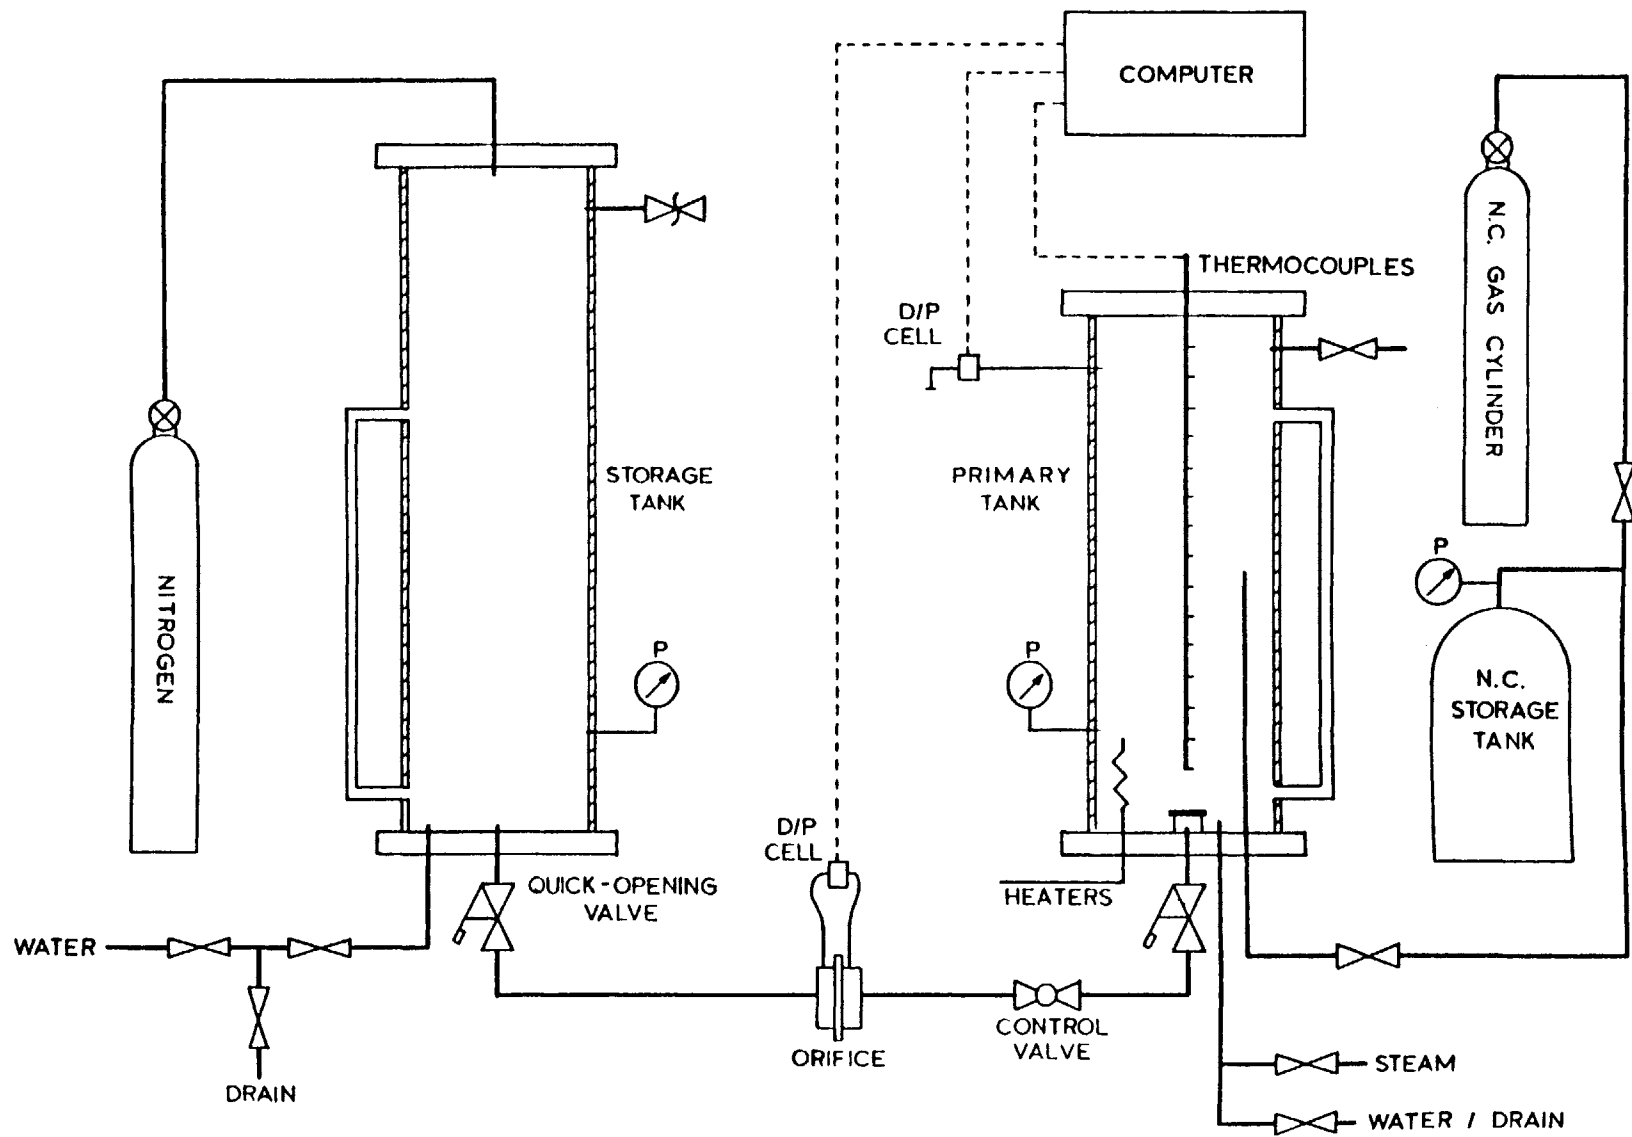 COMPUTER
N.C. GAS CYLINDER
THERMOCOUPLES
D/P
CELL
STORAGE
TANK
PRIMARY
TANK
P
NITROGEN
P
P
N.C.
STORAGE
TANK
D/P
CELL
QUICK-OPENING
VALVE
HEATERS
WATER
CONTROL
VALVE
ORIFICE
STEAM
DRAIN
WATER / DRAIN